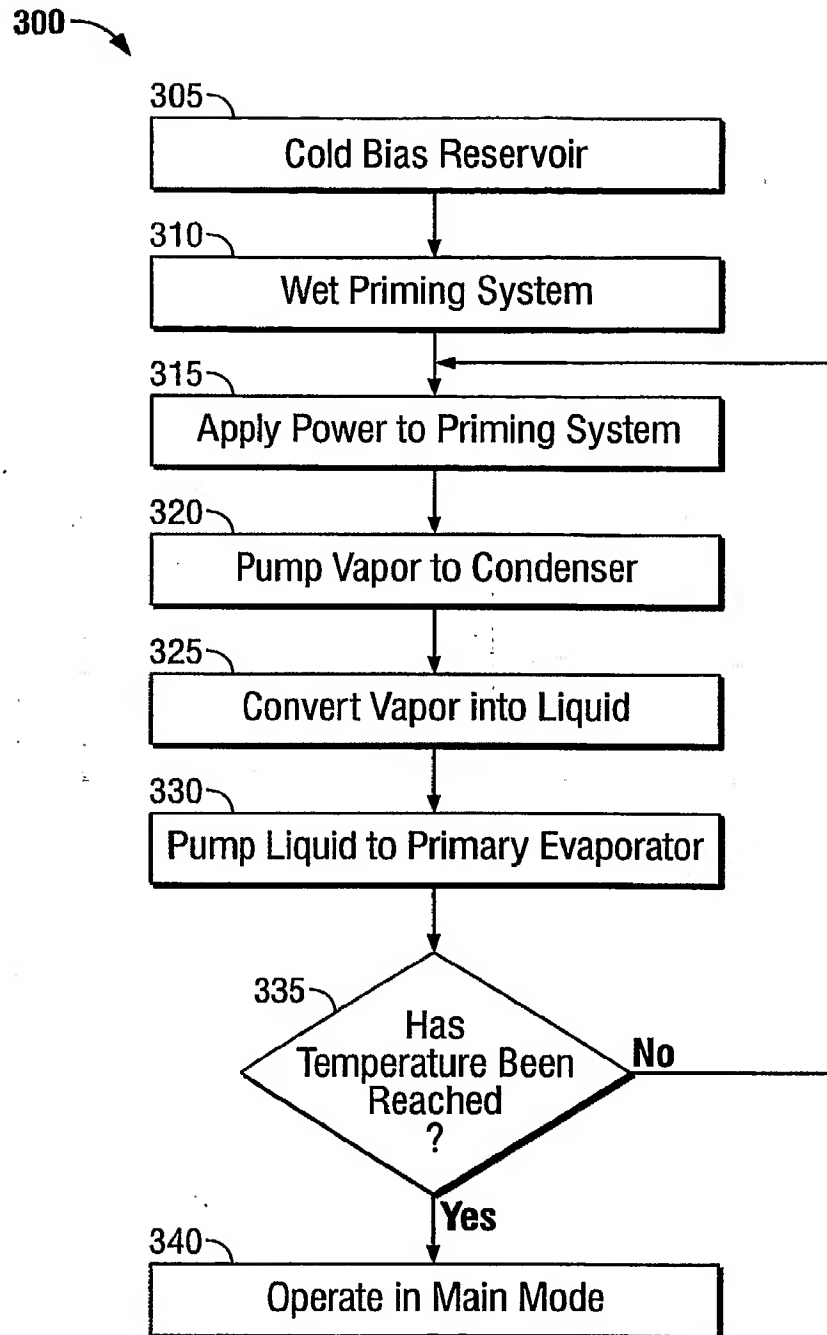 300
305
Cold Bias Reservoir
310
Wet Priming System
315
Apply Power to Priming System
320
Pump Vapor to Condenser
325
Convert Vapor into Liquid
330
Pump Liquid to Primary Evaporator
335
Has
Temperature Been
Reached
?
No
Yes
340
Operate in Main Mode